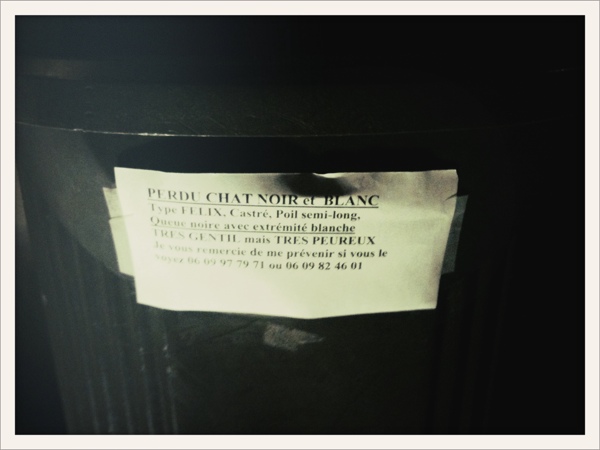 PERDU CHAT NOIR et BLANC
Type FELIX, Castré, Poil semi-long,
Queue noire avec extrémité blanche
TRES GENTIL mais TRES PEUREUX
Je vous remercie de me prévenir si vous le
voyez 06 09 97 79 71 ou 06 09 82 46 01